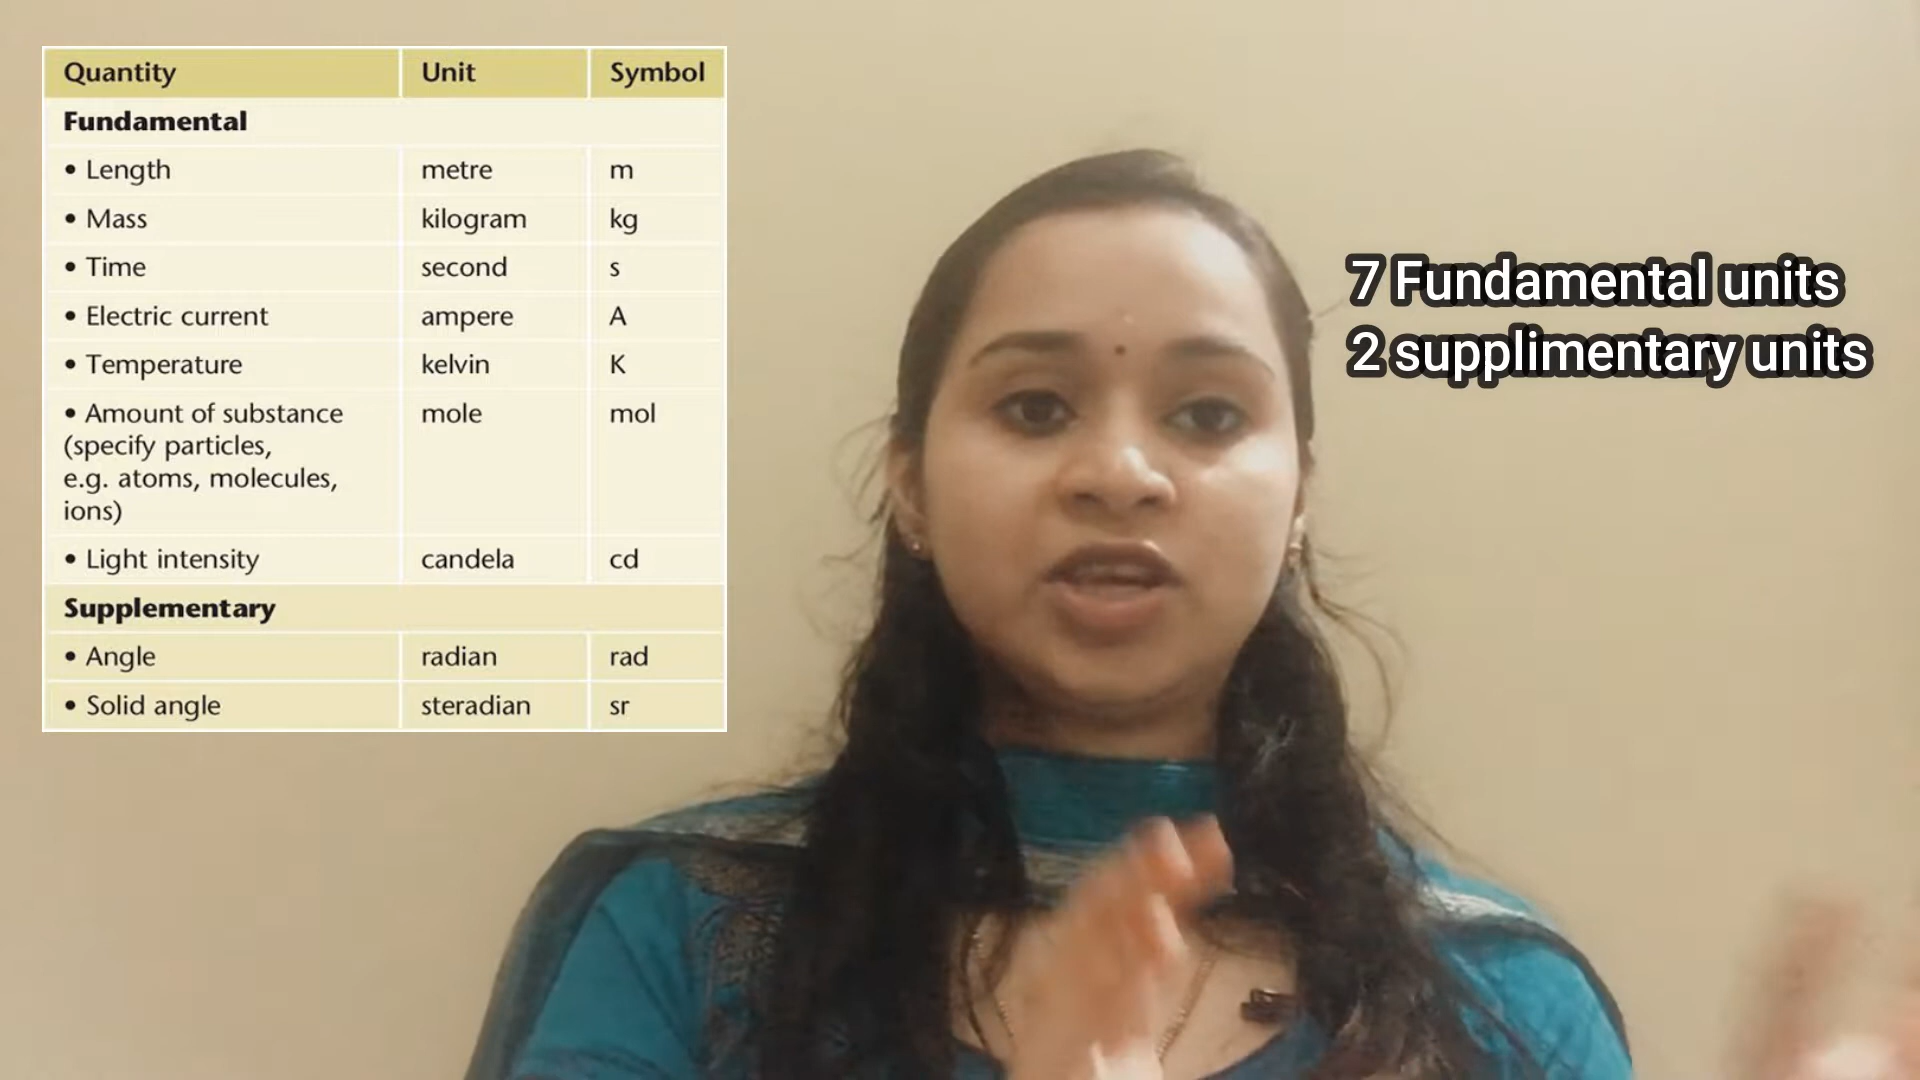 Quantity Unit Symbol
Fundamental
• Length metre m
• Mass kilogram kg
• Time second s
• Electric current ampere A
• Temperature kelvin K
• Amount of substance mole mol
(specify particles,
e.g. atoms, molecules,
ions)
• Light intensity candela cd
Supplementary
• Angle radian rad
• Solid angle steradian sr
7 Fundamental units
2 supplimentary units